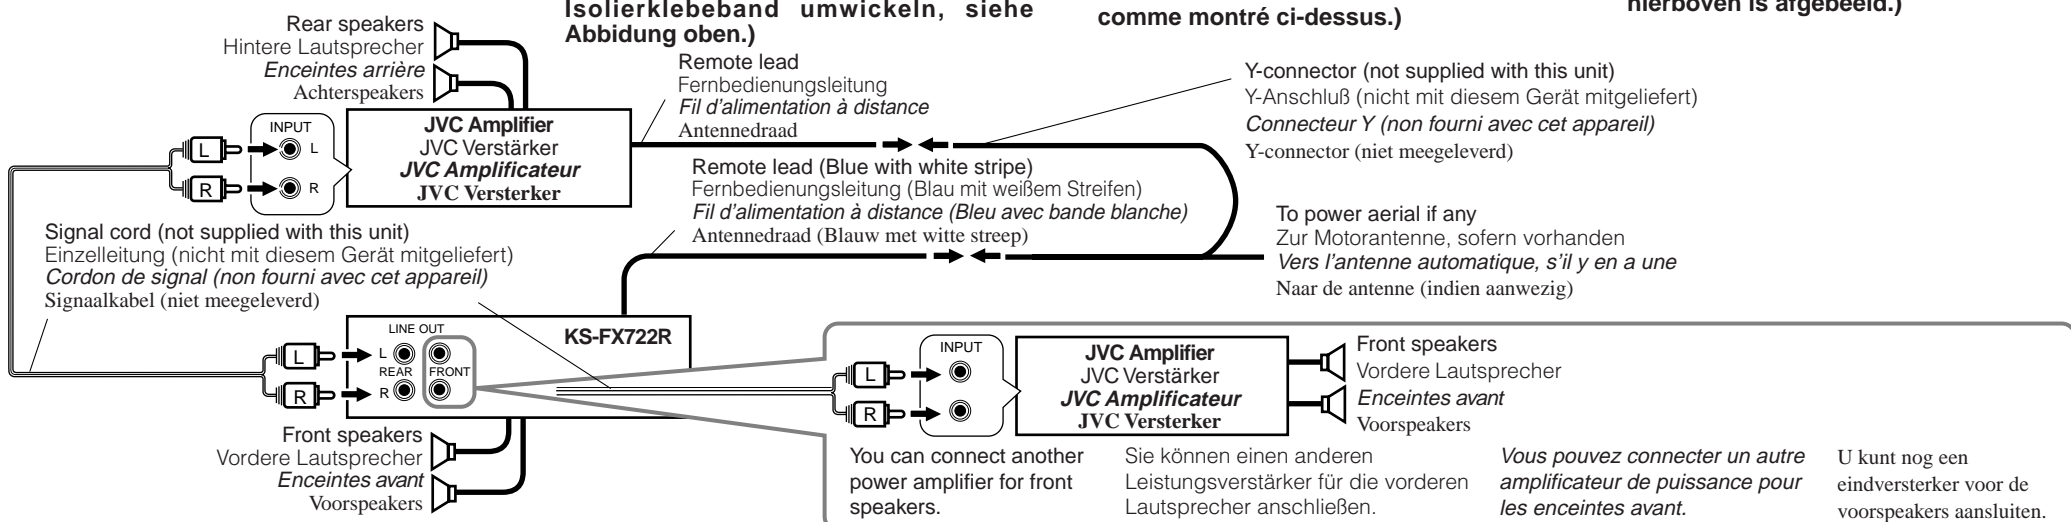 Isolierklebeband umwickeln, siehe
Abbidung oben.)
comme montré ci-dessus.)
hierboven is afgebeeld.)
Rear speakers
Hintere Lautsprecher
Enceintes arrière
Achterspeakers
Remote lead
Fernbedienungsleitung
Fil d'alimentation à distance
Antennedraad
Y-connector (not supplied with this unit)
Y-Anschluß (nicht mit diesem Gerät mitgeliefert)
Connecteur Y (non fourni avec cet appareil)
Y-connector (niet meegeleverd)
INPUT
L
R
L
R
JVC Amplifier
JVC Verstärker
JVC Amplificateur
JVC Versterker
Remote lead (Blue with white stripe)
Fernbedienungsleitung (Blau mit weißem Streifen)
Fil d'alimentation à distance (Bleu avec bande blanche)
Antennedraad (Blauw met witte streep)
To power aerial if any
Zur Motorantenne, sofern vorhanden
Vers l'antenne automatique, s'il y en a une
Naar de antenne (indien aanwezig)
Signal cord (not supplied with this unit)
Einzelleitung (nicht mit diesem Gerät mitgeliefert)
Cordon de signal (non fourni avec cet appareil)
Signaalkabel (niet meegeleverd)
LINE OUT
KS-FX722R
L
L
REAR
FRONT
R
R
Front speakers
Vordere Lautsprecher
Enceintes avant
Voorspeakers
INPUT
L
R
JVC Amplifier
JVC Verstärker
JVC Amplificateur
JVC Versterker
Front speakers
Vordere Lautsprecher
Enceintes avant
Voorspeakers
You can connect another
power amplifier for front
speakers.
Sie können einen anderen
Leistungsverstärker für die vorderen
Lautsprecher anschließen.
Vous pouvez connecter un autre
amplificateur de puissance pour
les enceintes avant.
U kunt nog een
eindversterker voor de
voorspeakers aansluiten.